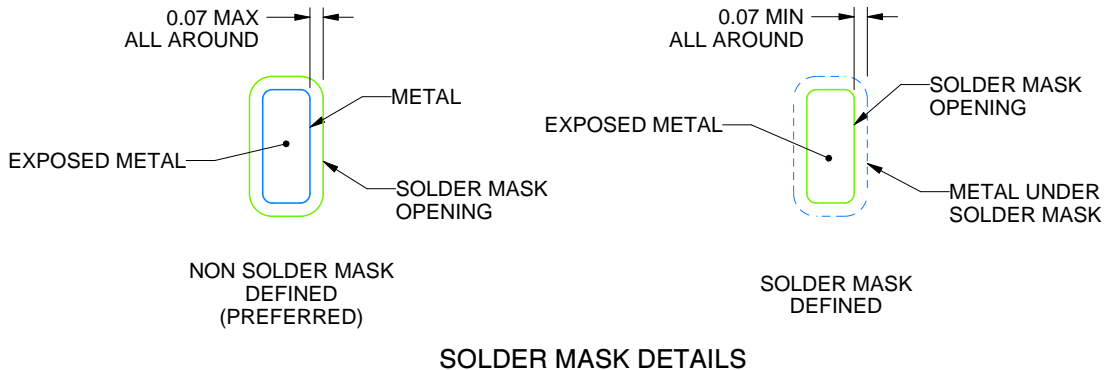 0.07 MAX
ALL AROUND
METAL
EXPOSED METAL
SOLDER MASK
OPENING
NON SOLDER MASK
DEFINED
(PREFERRED)
0.07 MIN
ALL AROUND
SOLDER MASK
OPENING
EXPOSED METAL
METAL UNDER
SOLDER MASK
SOLDER MASK
DEFINED
SOLDER MASK DETAILS